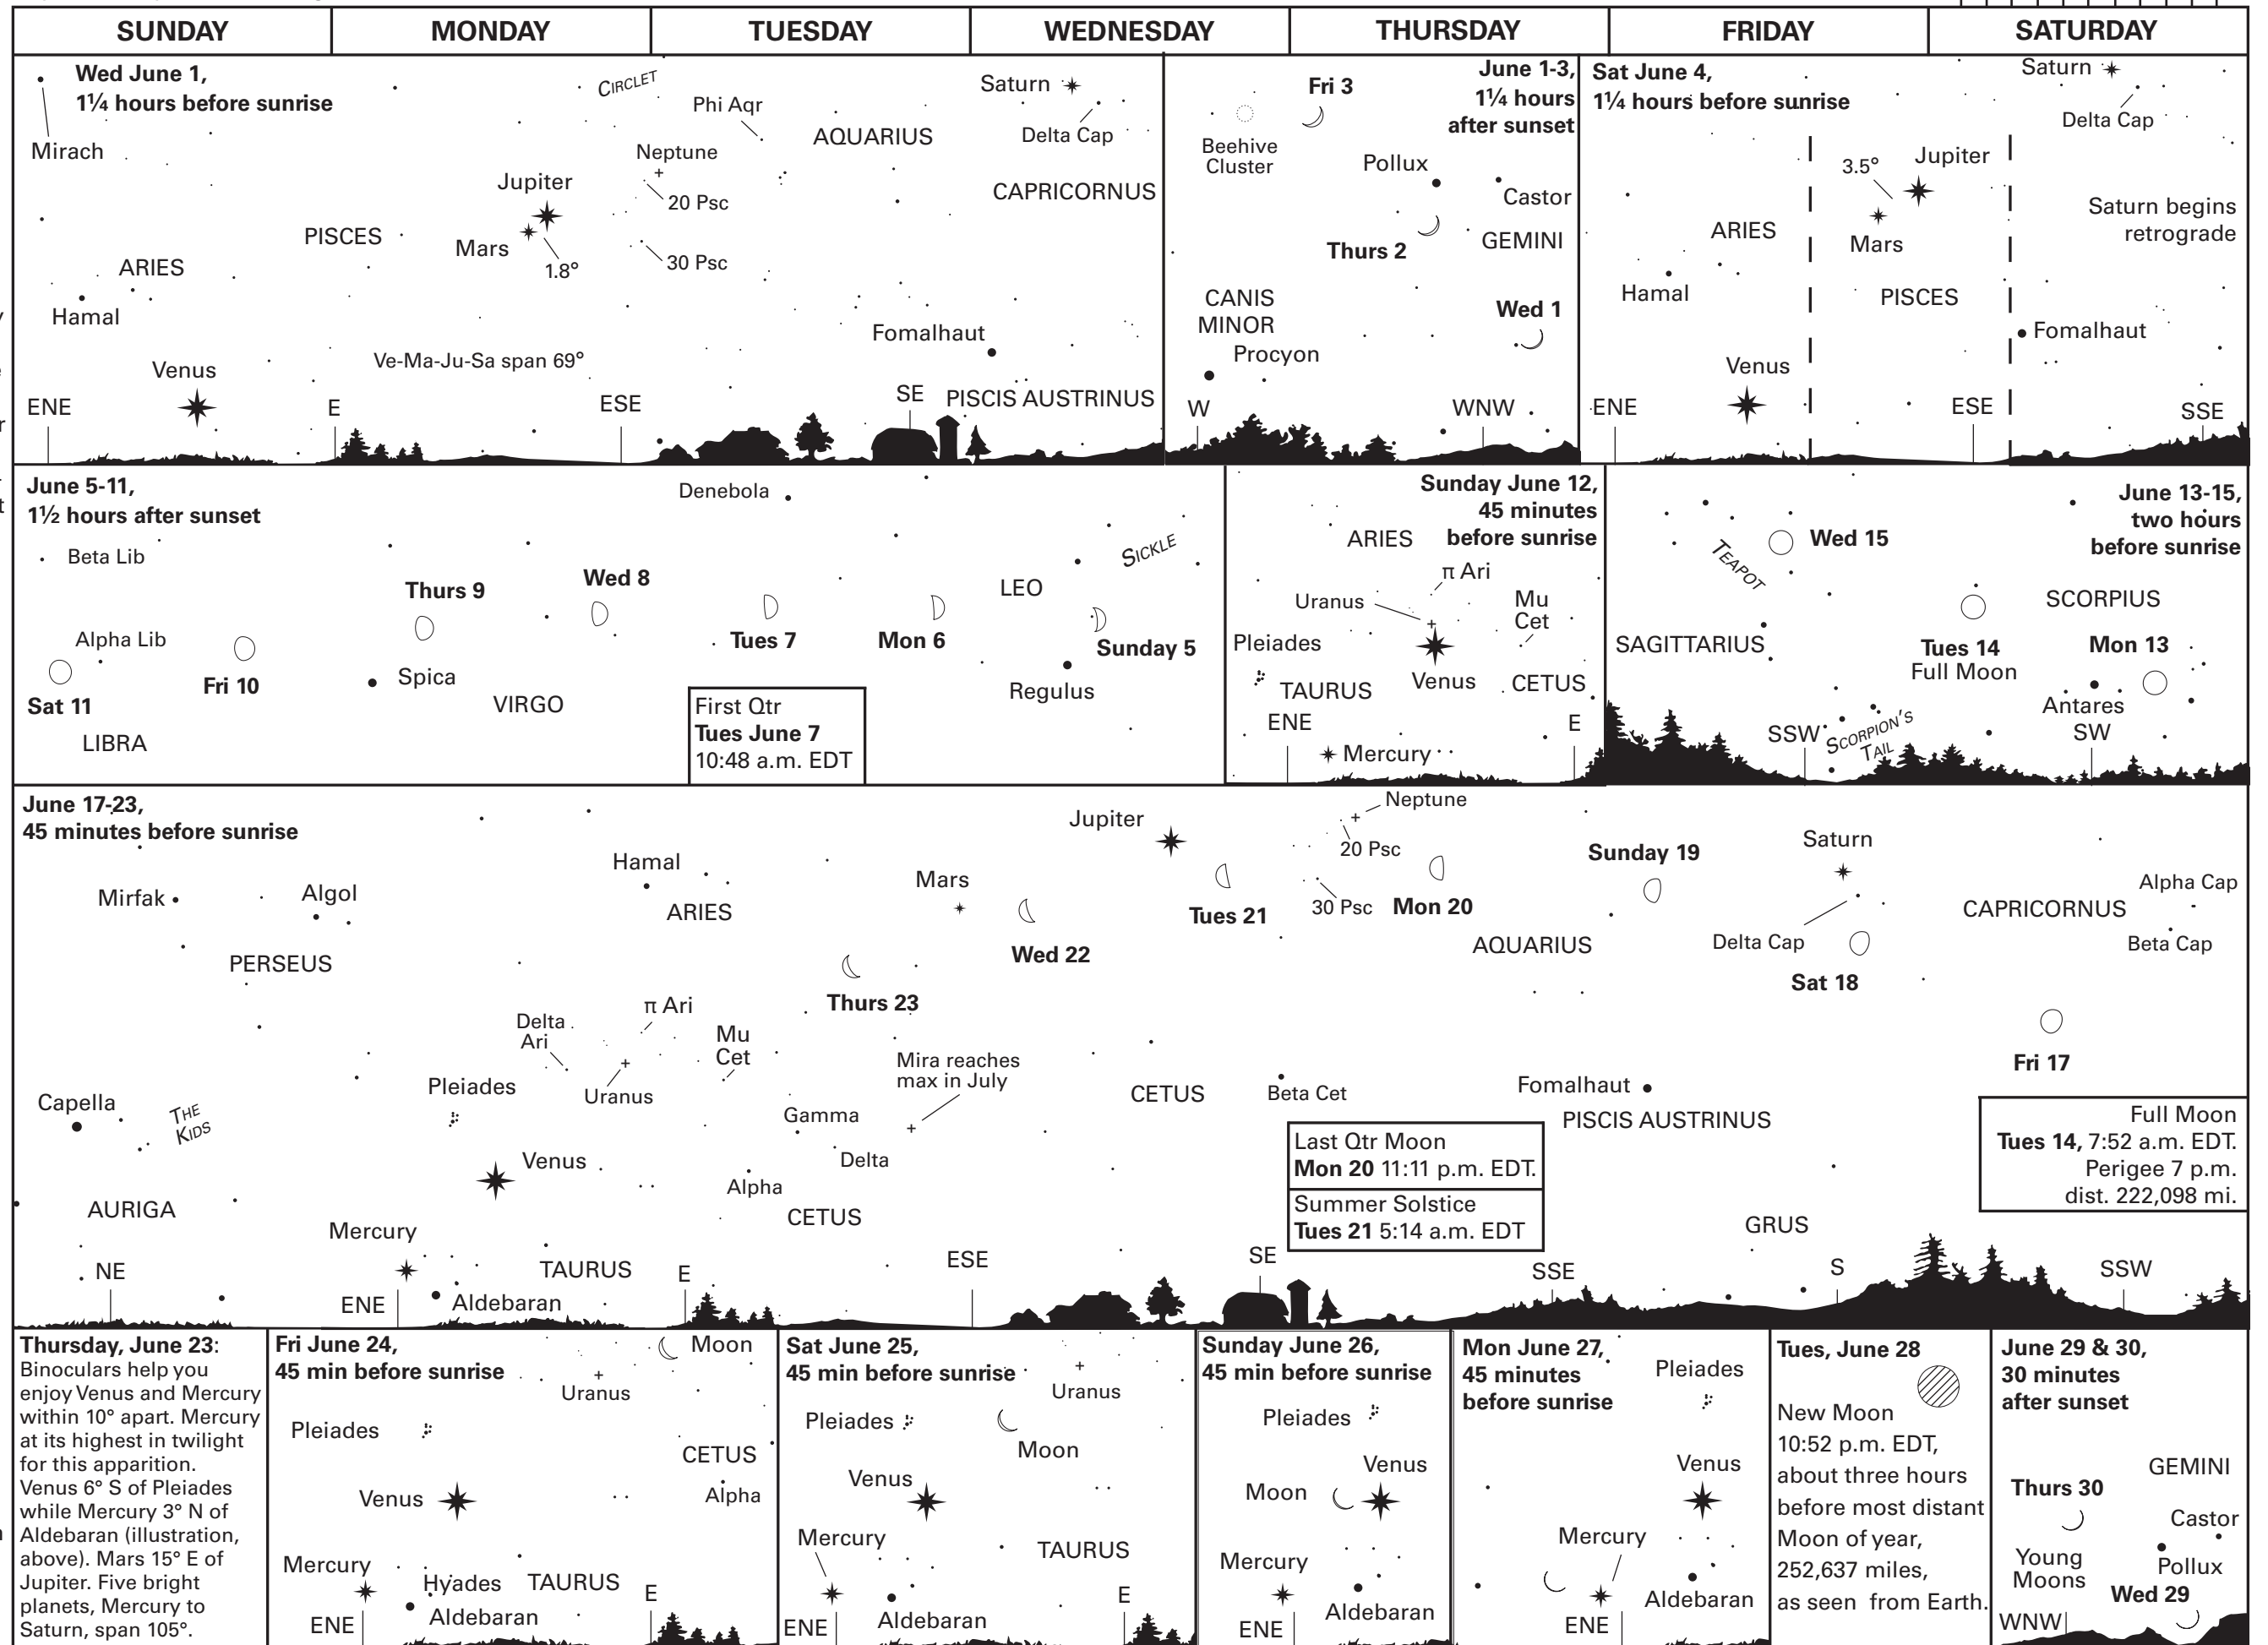 SUNDAY MONDAY TUESDAY WEDNESDAY THURSDAY FRIDAY SATURDAY
Wed June 1,
1¼ hours before sunrise
Mirach
CIRCLET
Phi Aqr
AQUARIUS
Saturn
Delta Cap
Neptune
Jupiter
20 Psc
CAPRICORNUS
PISCES
Mars
1.8°
30 Psc
ARIES
Hamal
Fomalhaut
Venus
Ve-Ma-Ju-Sa span 69°
ENE
E
ESE
SE
PISCIS AUSTRINUS
June 1-3,
1¼ hours
after sunset
Fri 3
Beehive
Cluster
Pollux
Castor
Thurs 2
GEMINI
CANIS
MINOR
Wed 1
Procyon
W
WNW
Sat June 4,
1¼ hours before sunrise
Saturn
Delta Cap
3.5°
Jupiter
Saturn begins
retrograde
ARIES
Mars
Hamal
PISCES
Fomalhaut
Venus
ENE
ESE
SSE
June 5-11,
1½ hours after sunset
Denebola
Beta Lib
SICKLE
Thurs 9
Wed 8
LEO
Alpha Lib
Tues 7
Mon 6
Sunday 5
Sat 11
Fri 10
Spica
VIRGO
Regulus
LIBRA
First Qtr
Tues June 7
10:48 a.m. EDT
Sunday June 12,
45 minutes
before sunrise
ARIES
π Ari
Uranus
Mu
Cet
Pleiades
TAURUS
Venus
CETUS
ENE
E
Mercury
June 13-15,
two hours
before sunrise
Wed 15
TEAPOT
SCORPIUS
SAGITTARIUS
Tues 14
Full Moon
Mon 13
Antares
SSW
SCORPION'S
TAIL
SW
June 17-23,
45 minutes before sunrise
Neptune
Jupiter
20 Psc
Sunday 19
Saturn
Hamal
Mars
Mirfak
Algol
ARIES
Tues 21
30 Psc
Mon 20
Alpha Cap
CAPRICORNUS
Delta Cap
Beta Cap
AQUARIUS
PERSEUS
Wed 22
Sat 18
Thurs 23
π Ari
Delta
Ari
Mu
Cet
Mira reaches
max in July
Fri 17
Pleiades
Uranus
CETUS
Beta Cet
Fomalhaut
PISCIS AUSTRINUS
Capella
THE
KIDS
Gamma
Venus
Delta
Alpha
Last Qtr Moon
Mon 20 11:11 p.m. EDT.
Summer Solstice
Tues 21 5:14 a.m. EDT
Full Moon
Tues 14, 7:52 a.m. EDT.
Perigee 7 p.m.
dist. 222,098 mi.
AURIGA
CETUS
GRUS
Mercury
TAURUS
Aldebaran
NE
ENE
E
ESE
SE
SSE
S
SSW
Thursday, June 23:
Binoculars help you
enjoy Venus and Mercury
within 10° apart. Mercury
at its highest in twilight
for this apparition.
Venus 6° S of Pleiades
while Mercury 3° N of
Aldebaran (illustration,
above). Mars 15° E of
Jupiter. Five bright
planets, Mercury to
Saturn, span 105°.
Fri June 24,
45 min before sunrise
Moon
Uranus
Pleiades
CETUS
Venus
Alpha
Mercury
Hyades
TAURUS
Aldebaran
ENE
E
Sat June 25,
45 min before sunrise
Uranus
Pleiades
Moon
Venus
Mercury
TAURUS
Aldebaran
ENE
E
Sunday June 26,
45 min before sunrise
Pleiades
Venus
Moon
Mercury
Aldebaran
ENE
Mon June 27,
45 minutes
before sunrise
Pleiades
Venus
Mercury
Aldebaran
ENE
Tues, June 28
New Moon
10:52 p.m. EDT,
about three hours
before most distant
Moon of year,
252,637 miles,
as seen from Earth.
June 29 & 30,
30 minutes
after sunset
GEMINI
Thurs 30
Castor
Young
Moons
Pollux
Wed 29
WNW